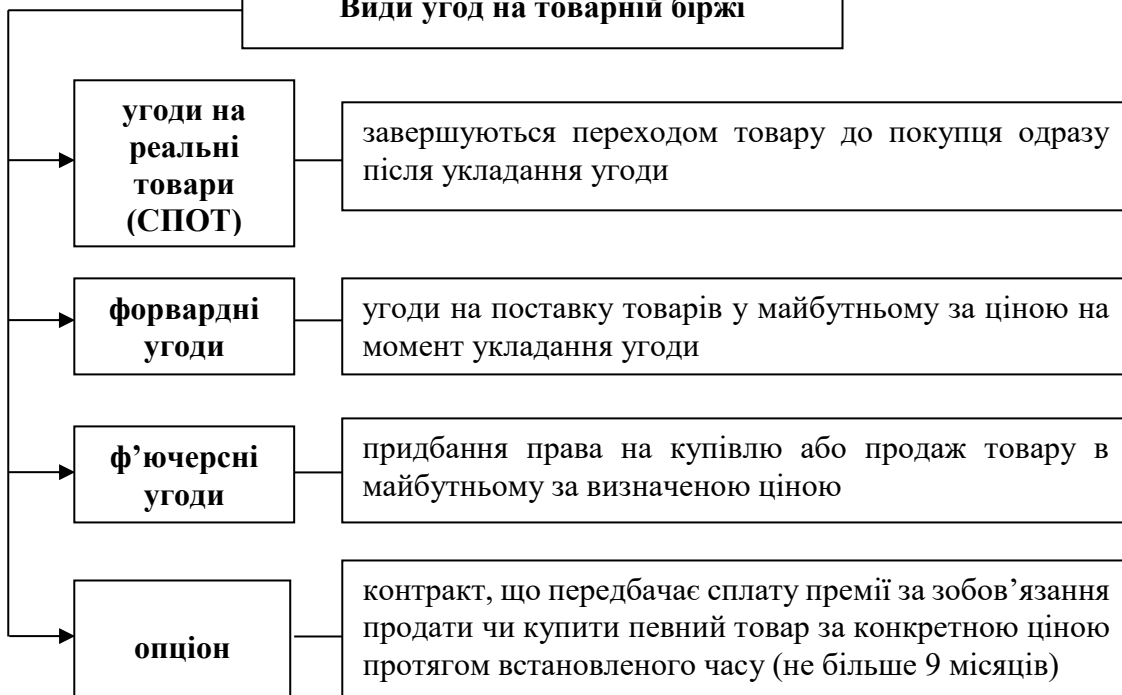 Види угод на товарній біржі
угоди на
реальні
товари
(СПОТ)
завершуються переходом товару до покупця одразу
після укладання угоди
форвардні
угоди
угоди на поставку товарів у майбутньому за ціною на
момент укладання угоди
ф’ючерсні
угоди
придбання права на купівлю або продаж товару в
майбутньому за визначеною ціною
опціон
контракт, що передбачає сплату премії за зобов’язання
продати чи купити певний товар за конкретною ціною
протягом встановленого часу (не більше 9 місяців)